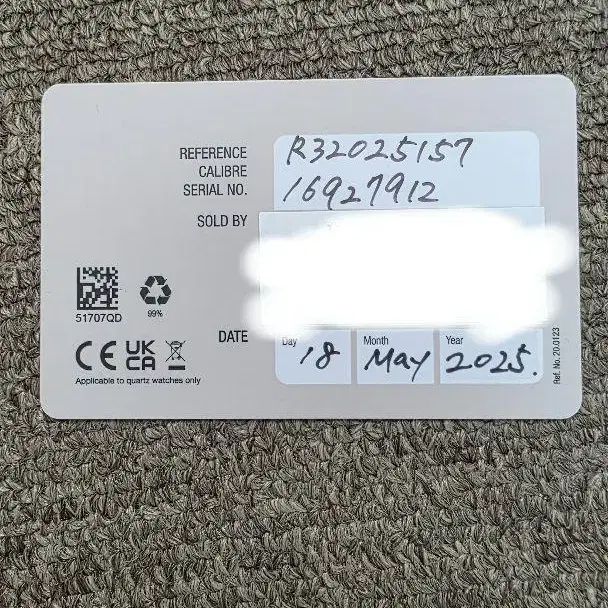 REFERENCE R32025157
CALIBRE
SERIAL NO. 16927912
SOLD BY
51707QD
99%
DATE
Day Month Year
18 May 2025.
CE UK CA
Applicable to quartz watches only
Ref. No. 20.0123